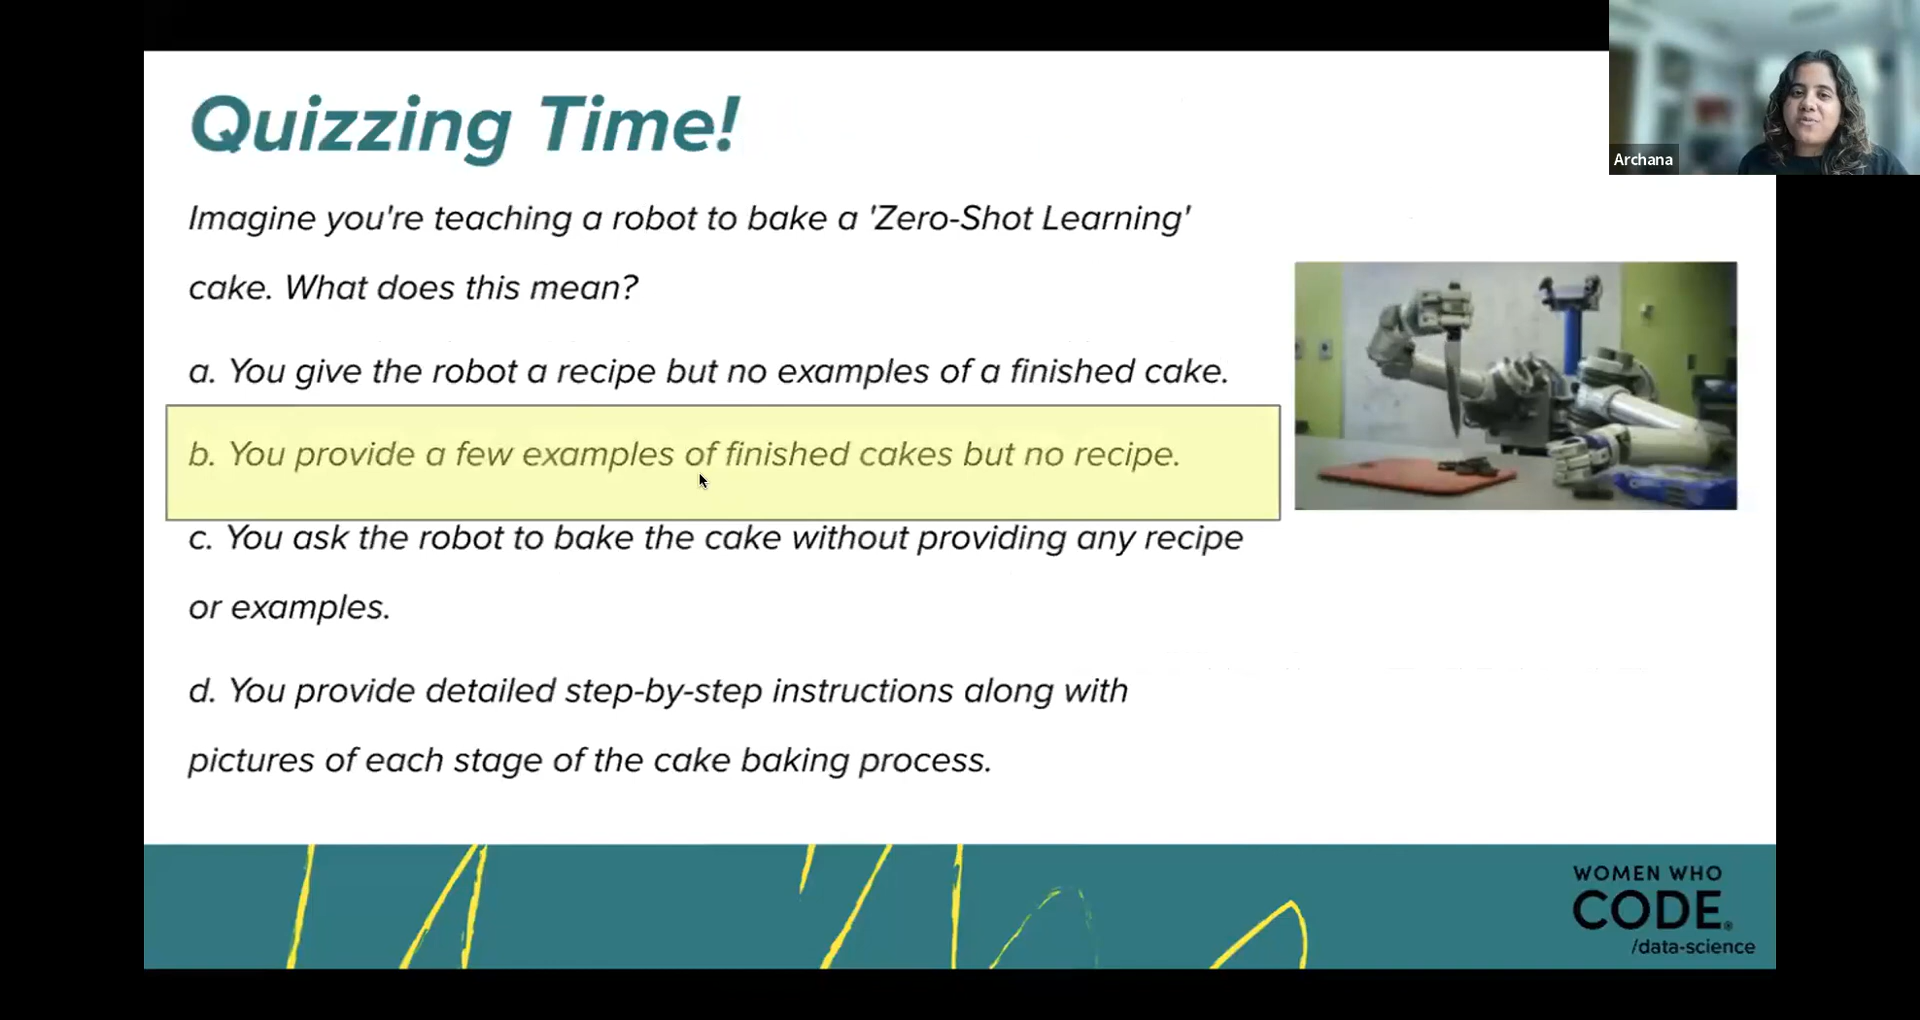 Quizzing Time!
Archana
Imagine you're teaching a robot to bake a 'Zero-Shot Learning'
cake. What does this mean?
a. You give the robot a recipe but no examples of a finished cake.
b. You provide a few examples of finished cakes but no recipe.
c. You ask the robot to bake the cake without providing any recipe
or examples.
d. You provide detailed step-by-step instructions along with
pictures of each stage of the cake baking process.
WOMEN WHO
CODE®
/data-science